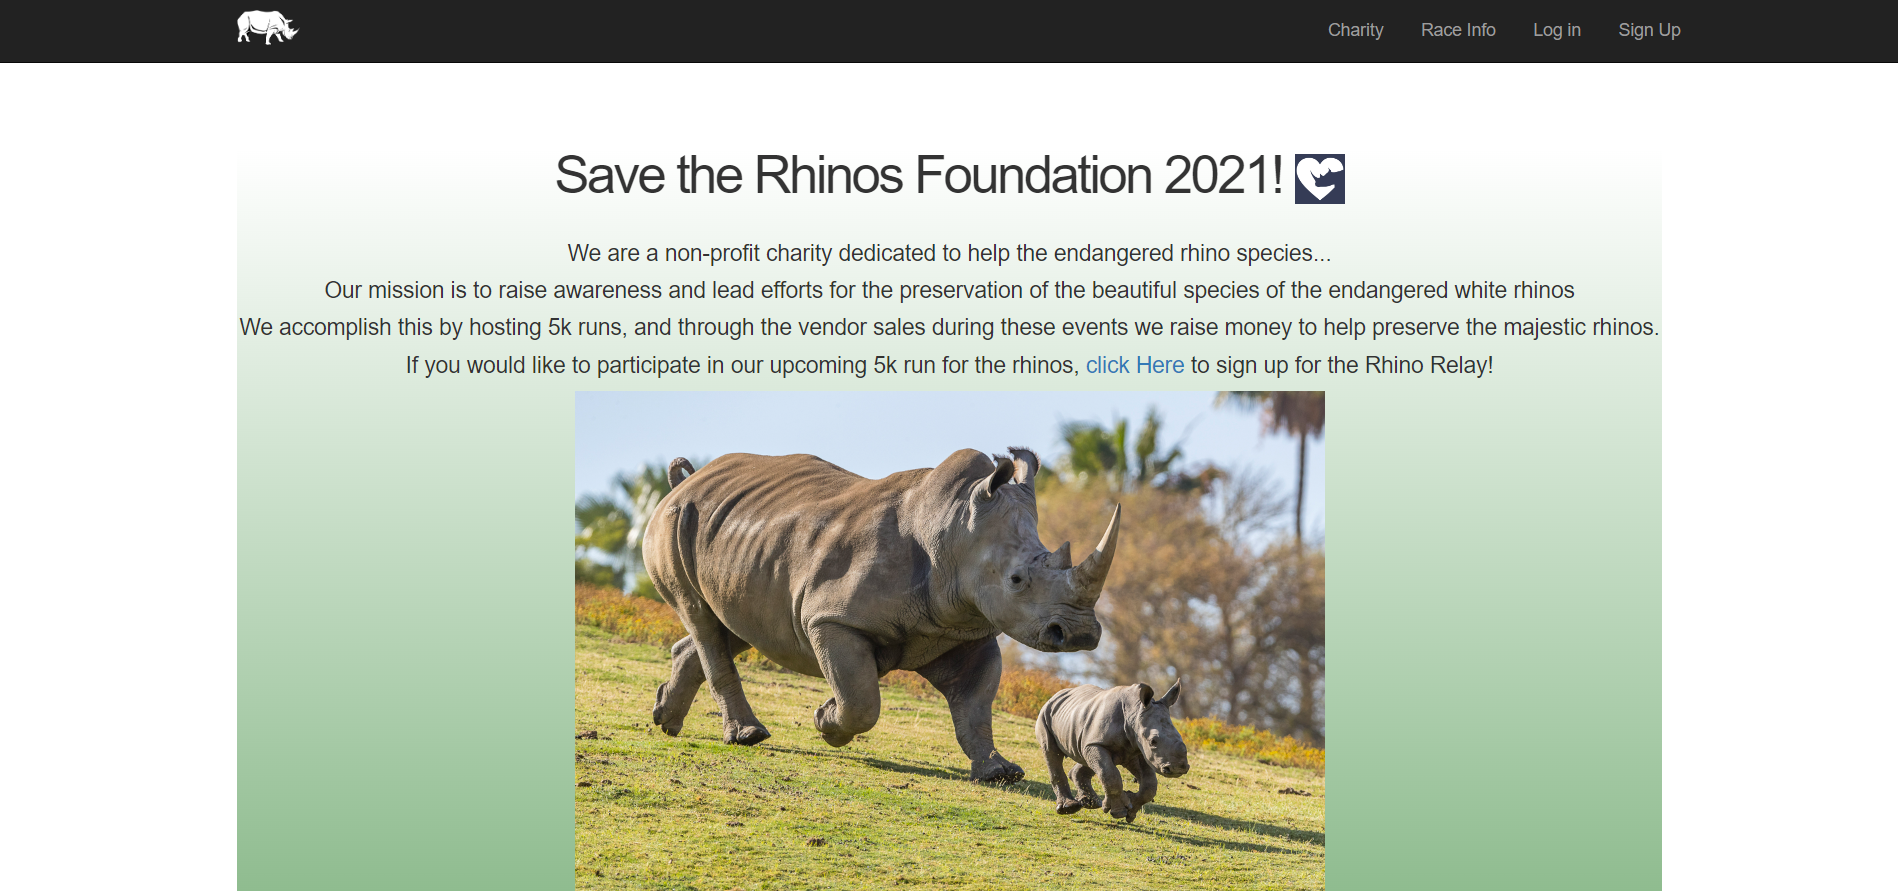 Charity Race Info Log in Sign Up
Save the Rhinos Foundation 2021!
We are a non-profit charity dedicated to help the endangered rhino species...
Our mission is to raise awareness and lead efforts for the preservation of the beautiful species of the endangered white rhinos
We accomplish this by hosting 5k runs, and through the vendor sales during these events we raise money to help preserve the majestic rhinos.
If you would like to participate in our upcoming 5k run for the rhinos, click Here to sign up for the Rhino Relay!